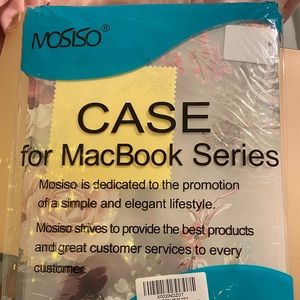 MOSISO®
CASE
for MacBook Series
Mosiso is dedicated to the promotion
of a simple and elegant lifestyle.
Mosiso strives to provide the best products
and great customer services to every
customer.